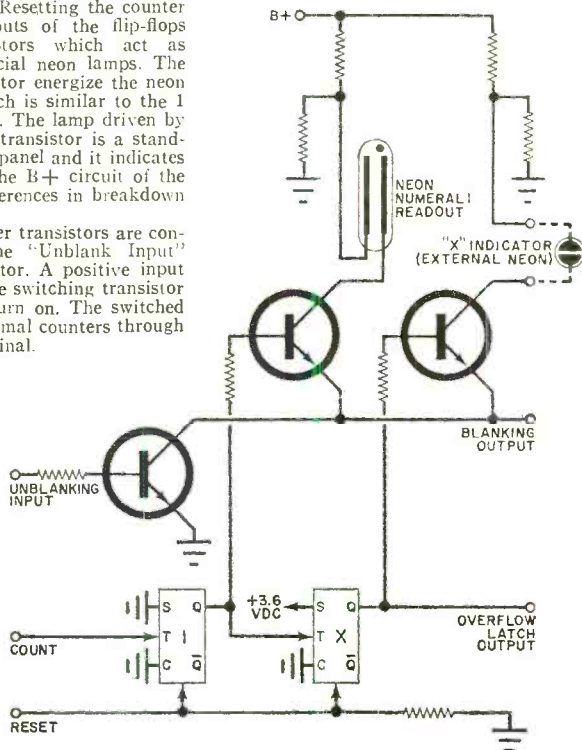 Resetting the counter
outs of the flip-flops
stors which act as
cial neon lamps. The
tor energize the neon
ch is similar to the 1
. The lamp driven by
transistor is a stand-
panel and it indicates
he B+ circuit of the
erences in breakdown
er transistors are con-
ne "Unblank Input"
tor. A positive input
e switching transistor
urn on. The switched
mal counters through
inal.
B+
NEON
NUMERAL I
READOUT
"X" INDICATOR
(EXTERNAL NEON)
BLANKING
OUTPUT
UNBLANKING
INPUT
S Q
T I
C Q̅
+3.6
VDC
S Q
T X
C Q̅
OVERFLOW
LATCH
OUTPUT
COUNT
RESET